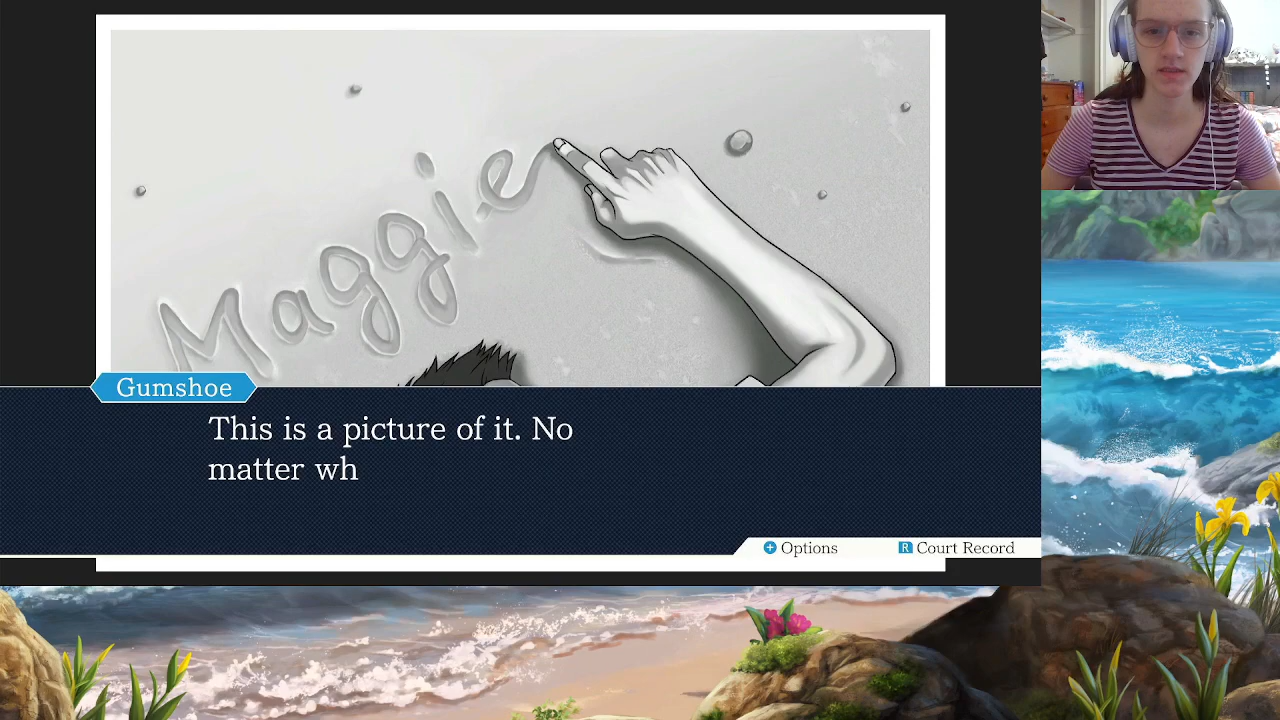 Maggie
Gumshoe
This is a picture of it. No
matter wh
Options
R Court Record